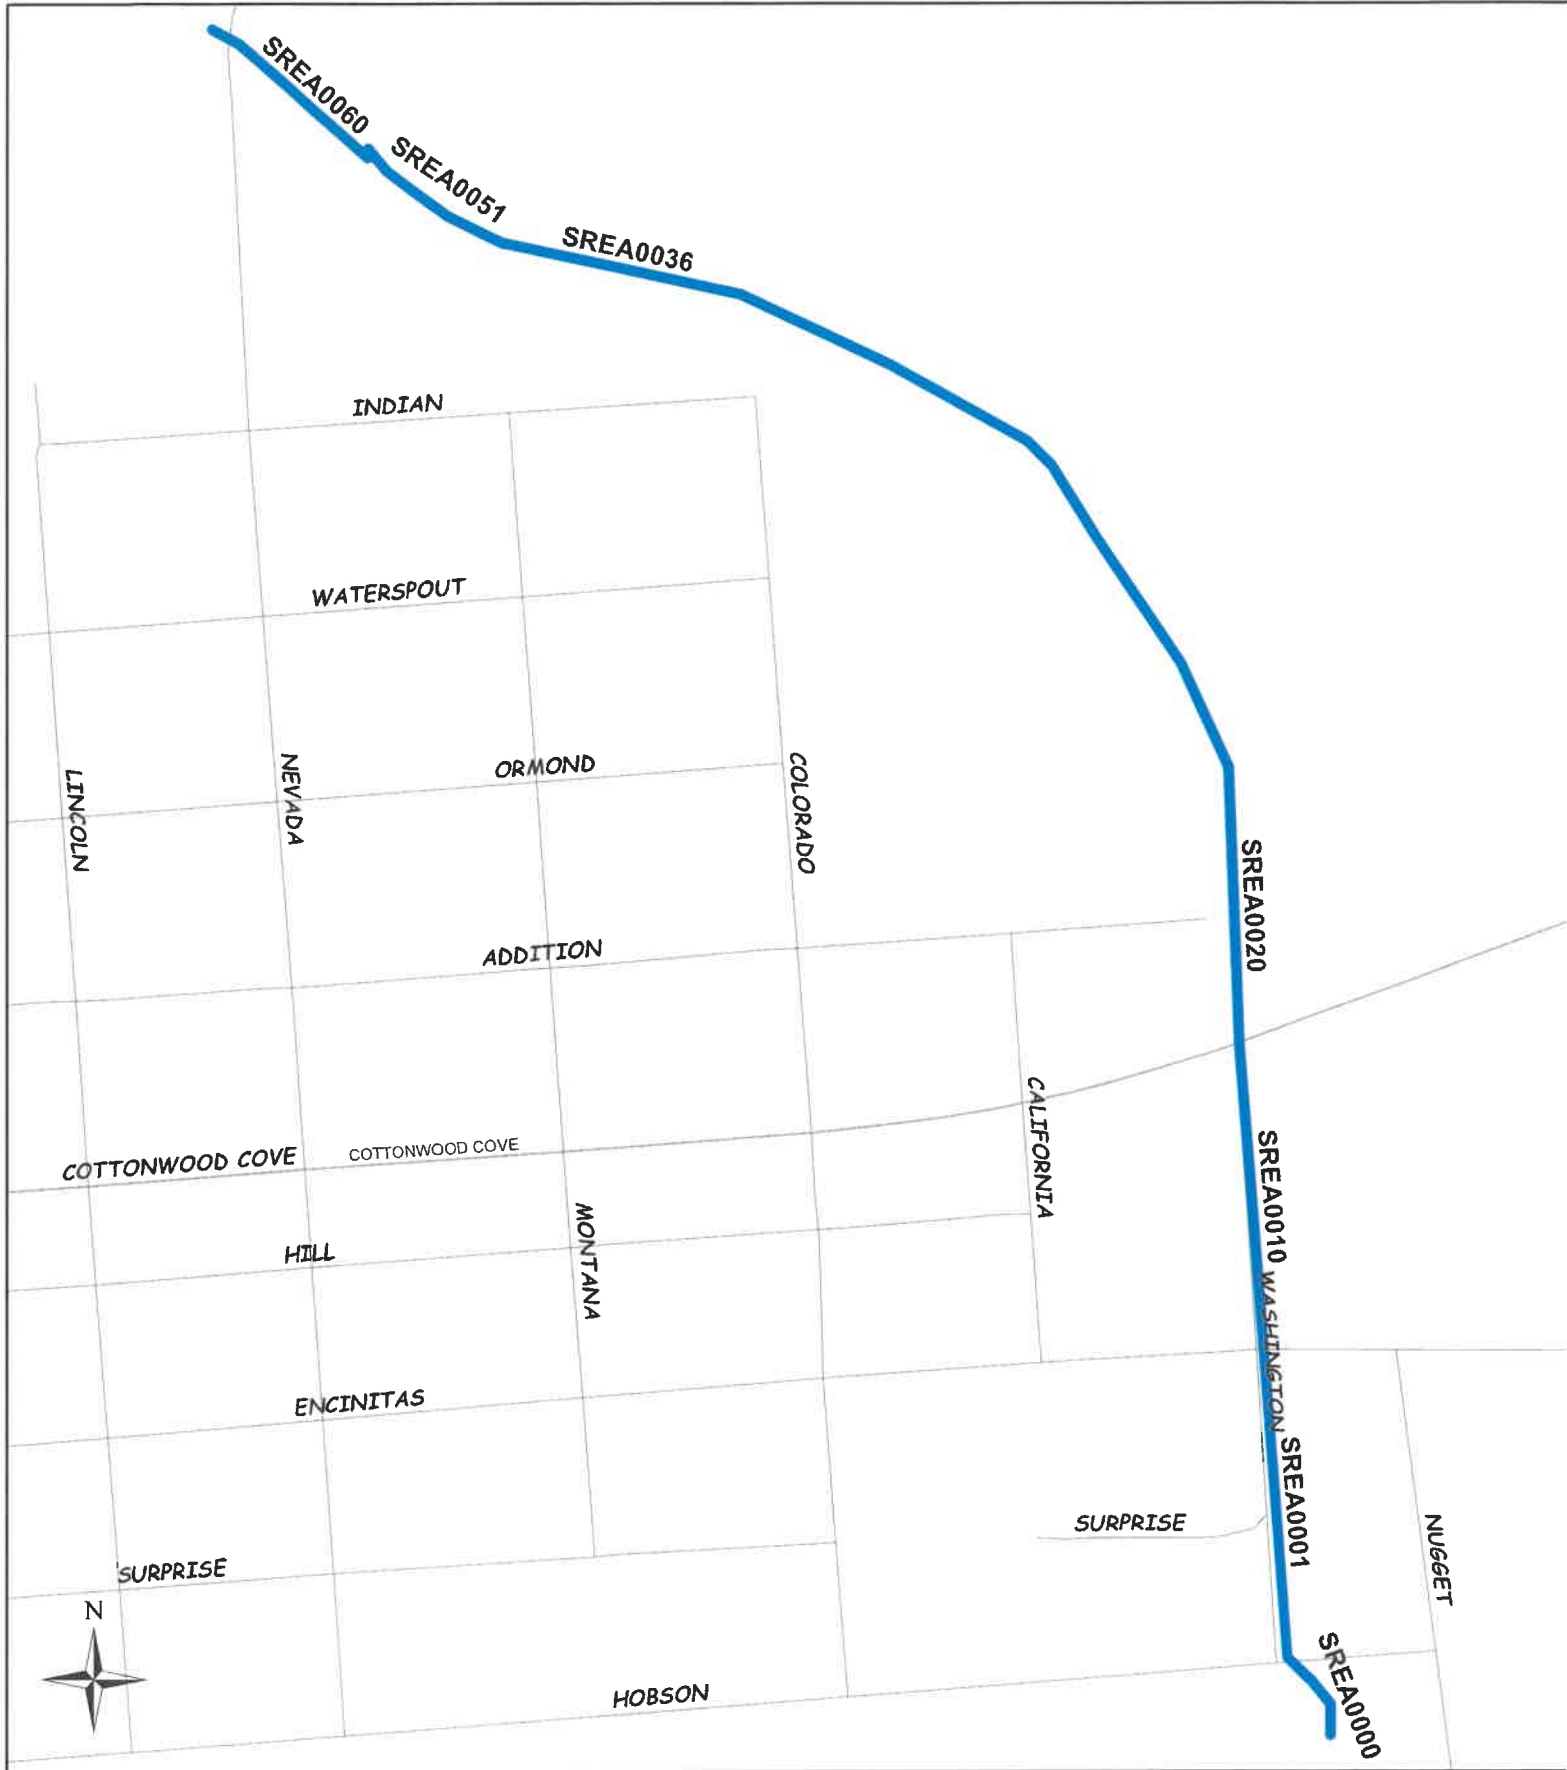 SREA0060
SREA0051
SREA0036
INDIAN
WATERSPOUT
LINCOLN
NEVADA
ORMOND
COLORADO
SREA0020
ADDITION
CALIFORNIA
COTTONWOOD COVE
COTTONWOOD COVE
SREA0010
HILL
MONTANA
WASHINGTON
ENCINITAS
SREA0001
SURPRISE
NUGGET
SURPRISE
N
SREA0000
HOBSON